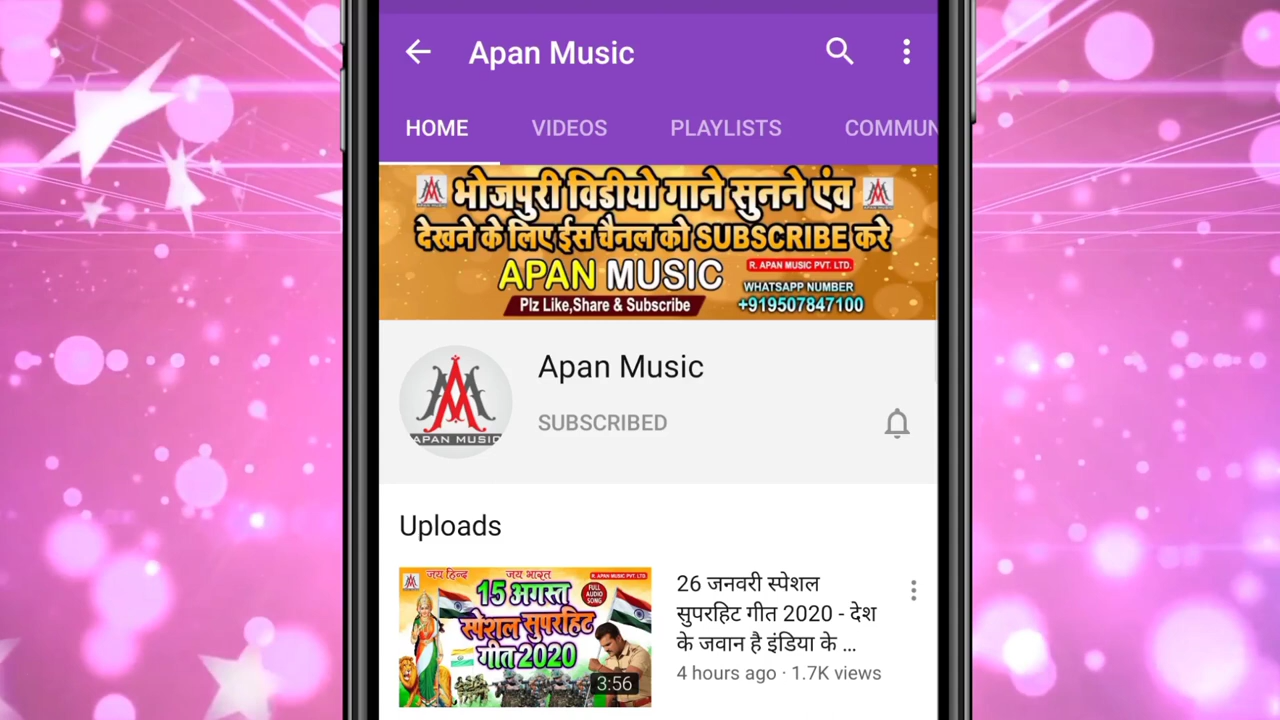 Apan Music
HOME VIDEOS PLAYLISTS COMMUN
भोजपुरी विडीयो गाने सुनने एंव
देखने के लिए ईस चैनल को SUBSCRIBE करे
APAN MUSIC
R. APAN MUSIC PVT. LTD.
WHATSAPP NUMBER
Plz Like,Share & Subscribe
+919507847100
Apan Music
SUBSCRIBED
APAN MUSIC
Uploads
जय हिन्द जय भारत
R. APAN MUSIC PVT. LTD
15 अगस्त
FULL
AUDIO
SONG
स्पेशल सुपरहिट
गीत 2020
3:56
26 जनवरी स्पेशल
सुपरहिट गीत 2020 - देश
के जवान है इंडिया के ...
4 hours ago · 1.7K views